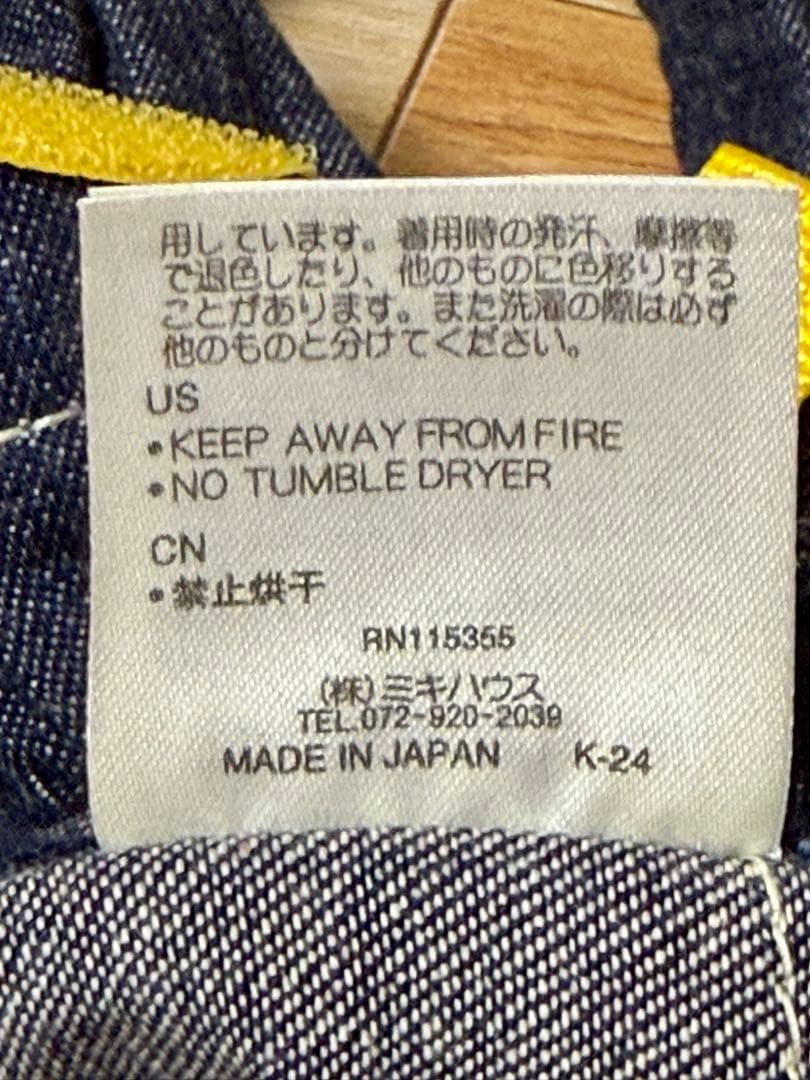 用しています。着用時の発汗、摩擦等
で退色したり、他のものに色移りする
ことがあります。また洗濯の際は必ず
他のものと分けてください。
US
•KEEP AWAY FROM FIRE
•NO TUMBLE DRYER
CN
•禁止烘干
RN115355
(株)ミキハウス
TEL.072-920-2039
MADE IN JAPAN K-24